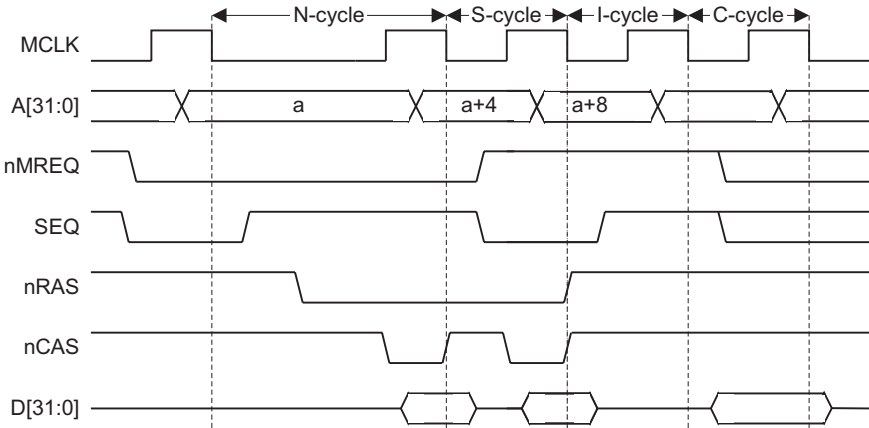 N-cycle S-cycle I-cycle C-cycle
MCLK
A[31:0] a a+4 a+8
nMREQ
SEQ
nRAS
nCAS
D[31:0]